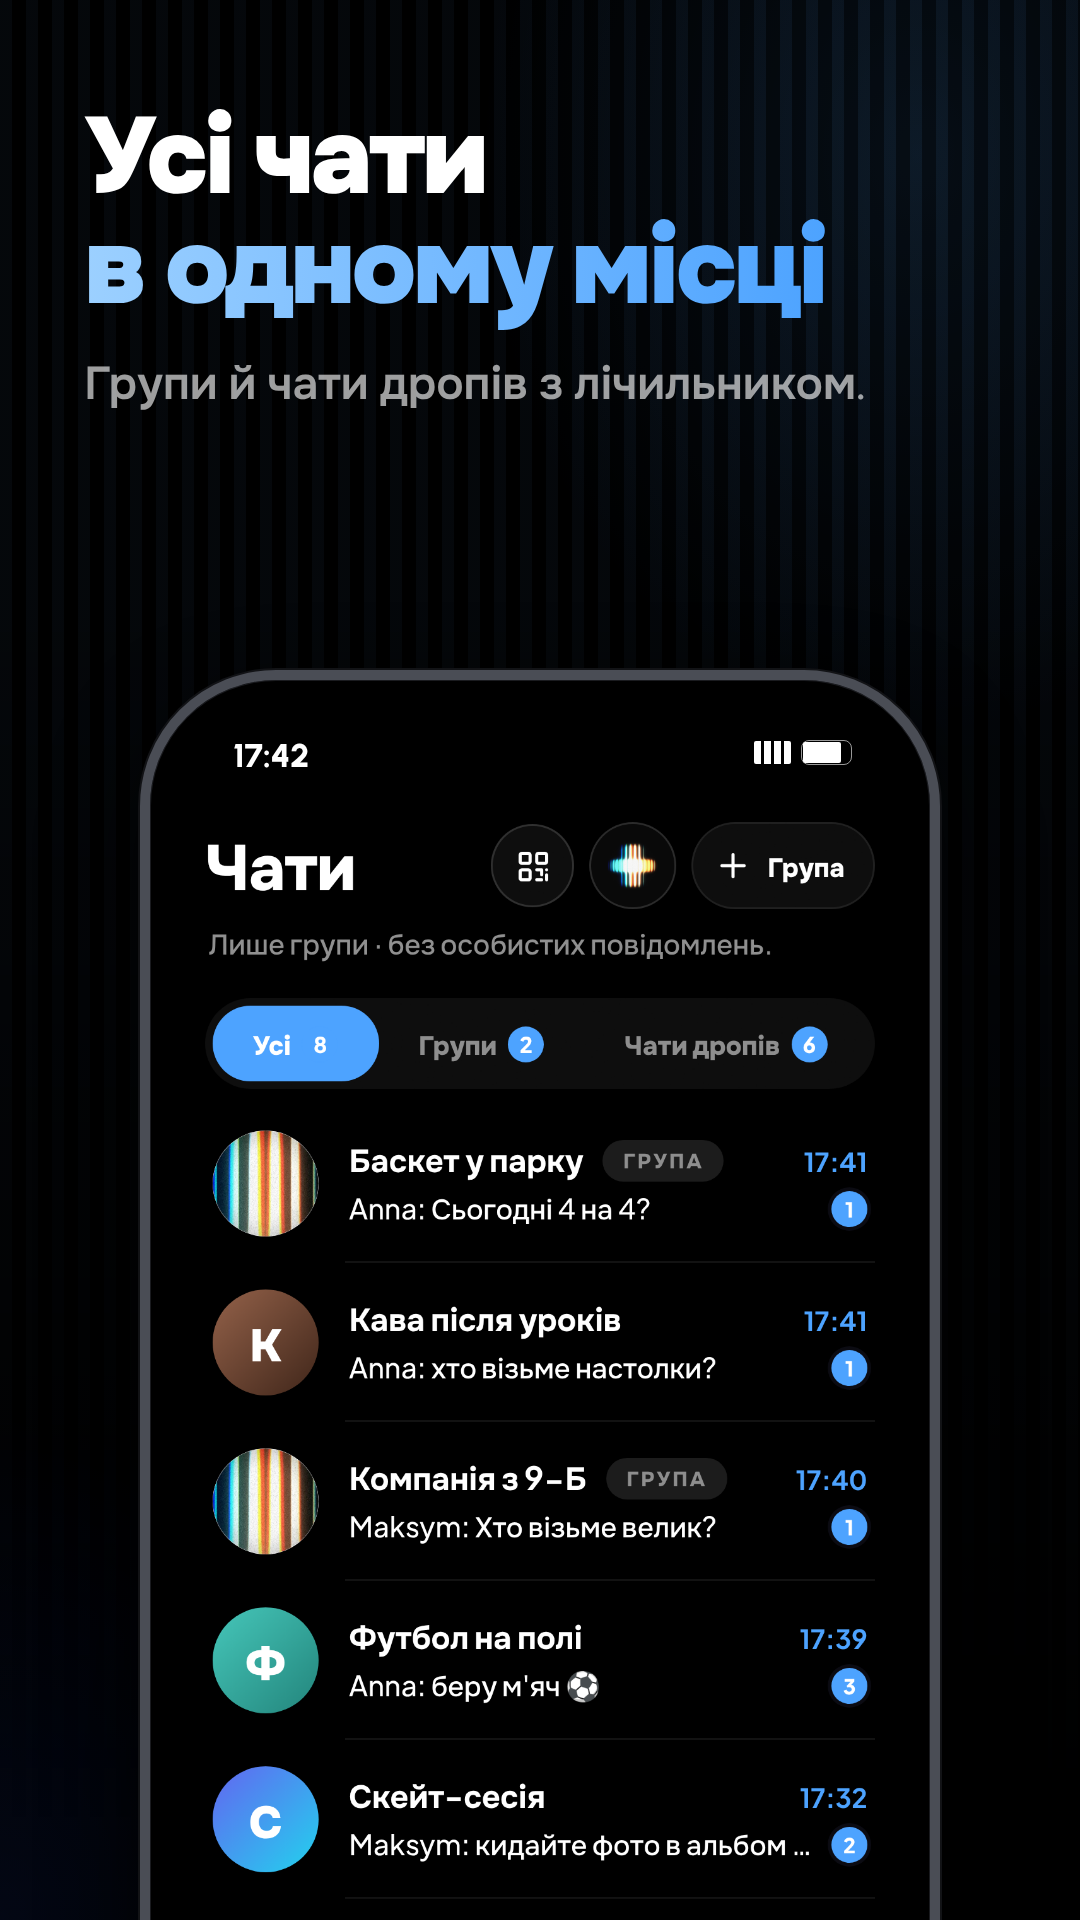 Усі чати
в одному місці
Групи й чати дропів з лічильником.
17:42
Чати
+ Група
Лише групи · без особистих повідомлень.
Усі 8 Групи 2 Чати дропів 6
Баскет у парку ГРУПА 17:41
Anna: Сьогодні 4 на 4? 1
К
Кава після уроків 17:41
Anna: хто візьме настолки? 1
Компанія з 9-Б ГРУПА 17:40
Maksym: Хто візьме велик? 1
Ф
Футбол на полі 17:39
Anna: беру м'яч ⚽ 3
С
Скейт-сесія 17:32
Maksym: кидайте фото в альбом ... 2